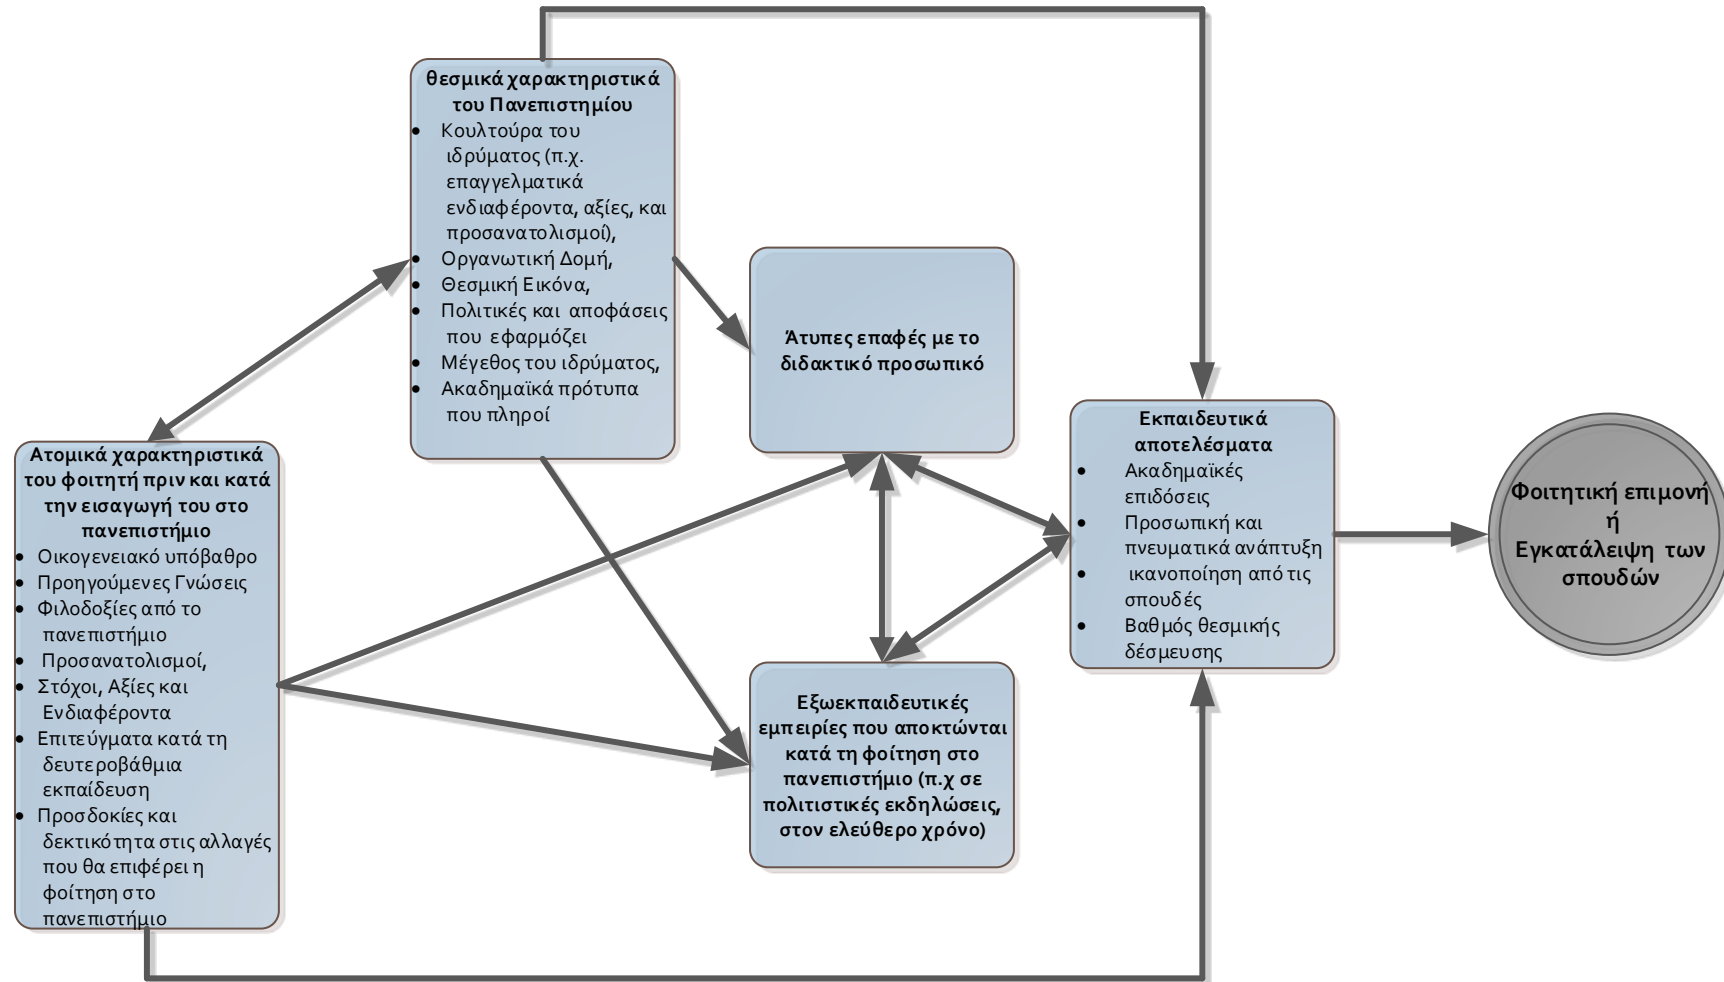 θεσμικά χαρακτηριστικά
του Πανεπιστημίου
• Κουλτούρα του
ιδρύματος (π.χ.
επαγγελματικά
ενδιαφέροντα, αξίες, και
προσανατολισμοί),
• Οργανωτική Δομή,
• Θεσμική Εικόνα,
• Πολιτικές και αποφάσεις
που εφαρμόζει
• Μέγεθος του ιδρύματος,
• Ακαδημαϊκά πρότυπα
που πληροί
Άτυπες επαφές με το
διδακτικό προσωπικό
Ατομικά χαρακτηριστικά
του φοιτητή πριν και κατά
την εισαγωγή του στο
πανεπιστήμιο
• Οικογενειακό υπόβαθρο
• Προηγούμενες Γνώσεις
• Φιλοδοξίες από το
πανεπιστήμιο
• Προσανατολισμοί,
• Στόχοι, Αξίες και
Ενδιαφέροντα
• Επιτεύγματα κατά τη
δευτεροβάθμια
εκπαίδευση
• Προσδοκίες και
δεκτικότητα στις αλλαγές
που θα επιφέρει η
φοίτηση στο
πανεπιστήμιο
Εξωεκπαιδευτικές
εμπειρίες που αποκτώνται
κατά τη φοίτηση στο
πανεπιστήμιο (π.χ σε
πολιτιστικές εκδηλώσεις,
στον ελεύθερο χρόνο)
Εκπαιδευτικά
αποτελέσματα
• Ακαδημαϊκές
επιδόσεις
• Προσωπική και
πνευματικά ανάπτυξη
• ικανοποίηση από τις
σπουδές
• Βαθμός θεσμικής
δέσμευσης
Φοιτητική επιμονή
ή
Εγκατάλειψη των
σπουδών